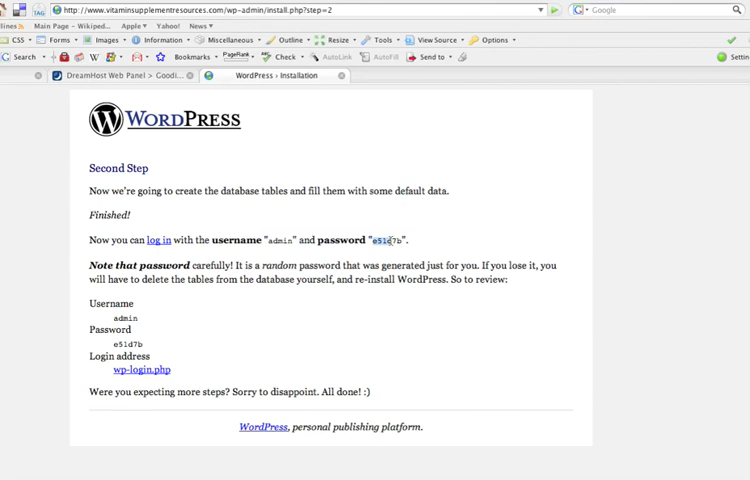 http://www.vitaminsupplementresources.com/wp-admin/install.php?step=2
Google
Main Page - Wikiped...
Apple
Yahoo!
News
CSS
Forms
Images
Information
Miscellaneous
Outline
Resize
Tools
View Source
Options
Search
Bookmarks
PageRank
Check
AutoLink
AutoFill
Send to
DreamHost Web Panel > Goodi...
WordPress › Installation
WORDPRESS
Second Step
Now we're going to create the database tables and fill them with some default data.
Finished!
Now you can log in with the username "admin" and password "e51d7b".
Note that password carefully! It is a random password that was generated just for you. If you lose it, you
will have to delete the tables from the database yourself, and re-install WordPress. So to review:
Username
admin
Password
e51d7b
Login address
wp-login.php
Were you expecting more steps? Sorry to disappoint. All done! :)
WordPress, personal publishing platform.